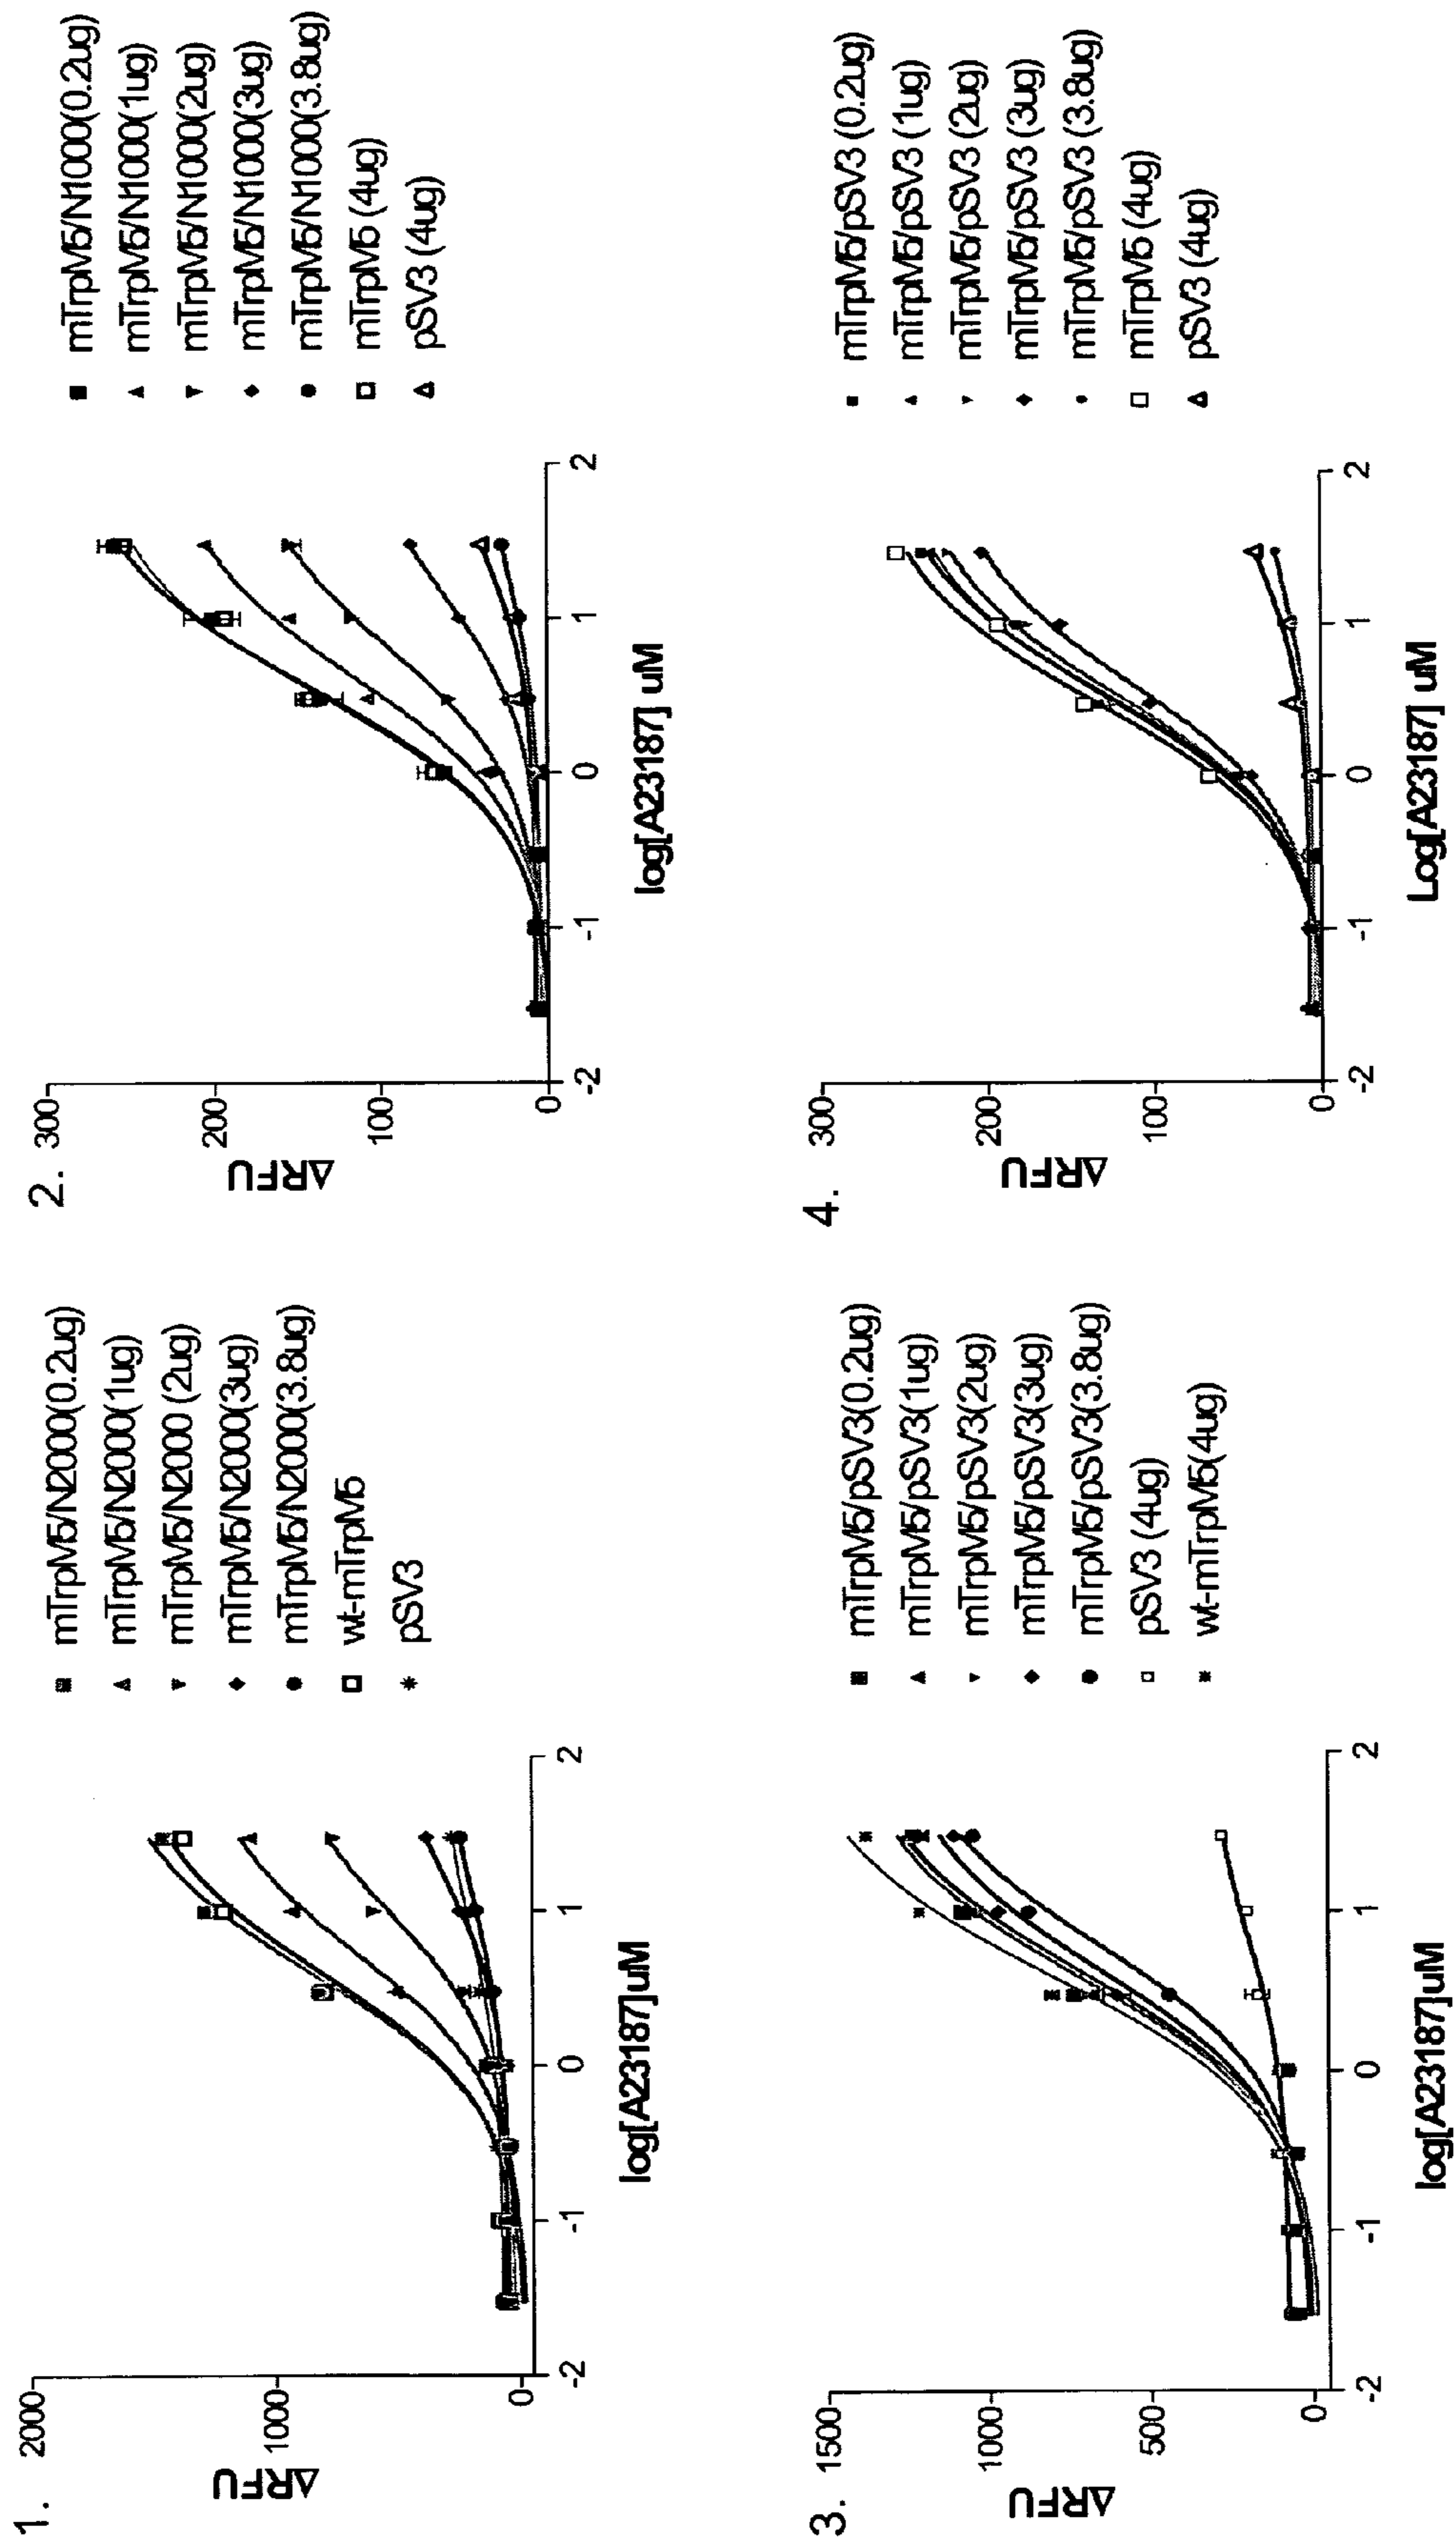 1.
2000
1000
0
ΔRFU
-2
-1
0
1
2
log[A23187]uM
mTrpM5/N2000(0.2ug)
mTrpM5/N2000(1ug)
mTrpM5/N2000 (2ug)
mTrpM5/N2000(3ug)
mTrpM5/N2000(3.8ug)
wt-mTrpM5
pSV3
2.
300
200
100
0
ΔRFU
-2
-1
0
1
2
log[A23187] uM
mTrpM5/N1000(0.2ug)
mTrpM5/N1000(1ug)
mTrpM5/N1000(2ug)
mTrpM5/N1000(3ug)
mTrpM5/N1000(3.8ug)
mTrpM5 (4ug)
pSV3 (4ug)
3.
1500
1000
500
0
ΔRFU
-2
-1
0
1
2
log[A23187]uM
mTrpM5/pSV3(0.2ug)
mTrpM5/pSV3(1ug)
mTrpM5/pSV3(2ug)
mTrpM5/pSV3(3ug)
mTrpM5/pSV3(3.8ug)
pSV3 (4ug)
wt-mTrpM5(4ug)
4.
300
200
100
0
ΔRFU
-2
-1
0
1
2
Log[A23187] uM
mTrpM5/pSV3 (0.2ug)
mTrpM5/pSV3 (1ug)
mTrpM5/pSV3 (2ug)
mTrpM5/pSV3 (3ug)
mTrpM5/pSV3 (3.8ug)
mTrpM5 (4ug)
pSV3 (4ug)